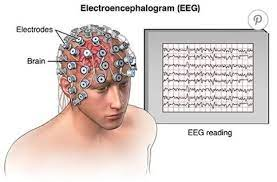 Electroencephalogram (EEG)
Electrodes
Brain
EEG reading